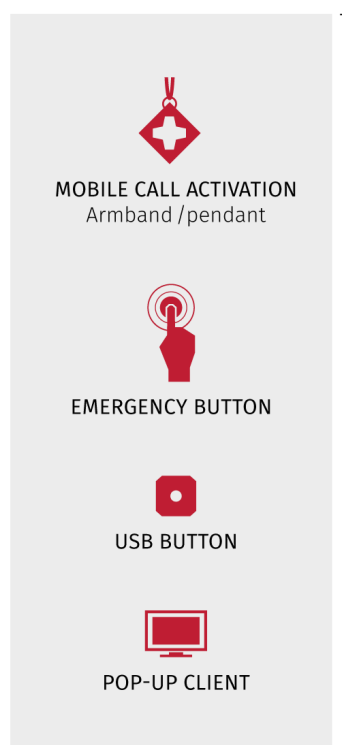 MOBILE CALL ACTIVATION
Armband /pendant
EMERGENCY BUTTON
USB BUTTON
POP-UP CLIENT